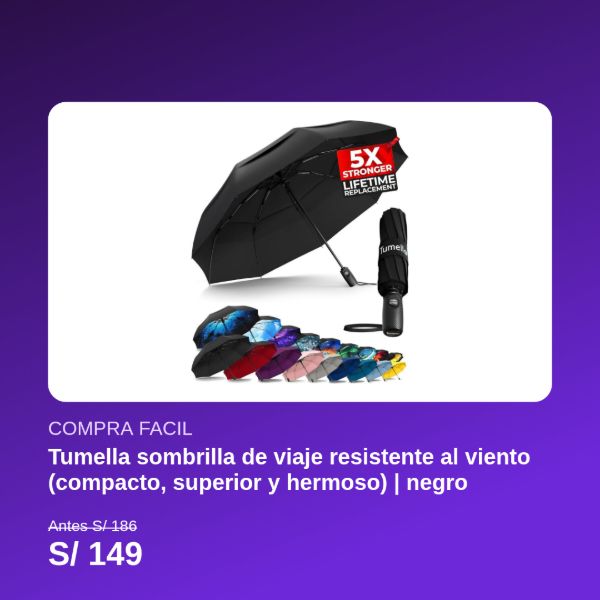 5X
STRONGER
LIFETIME
REPLACEMENT
Tumella
COMPRA FACIL
Tumella sombrilla de viaje resistente al viento
(compacto, superior y hermoso) | negro
Antes S/ 186
S/ 149